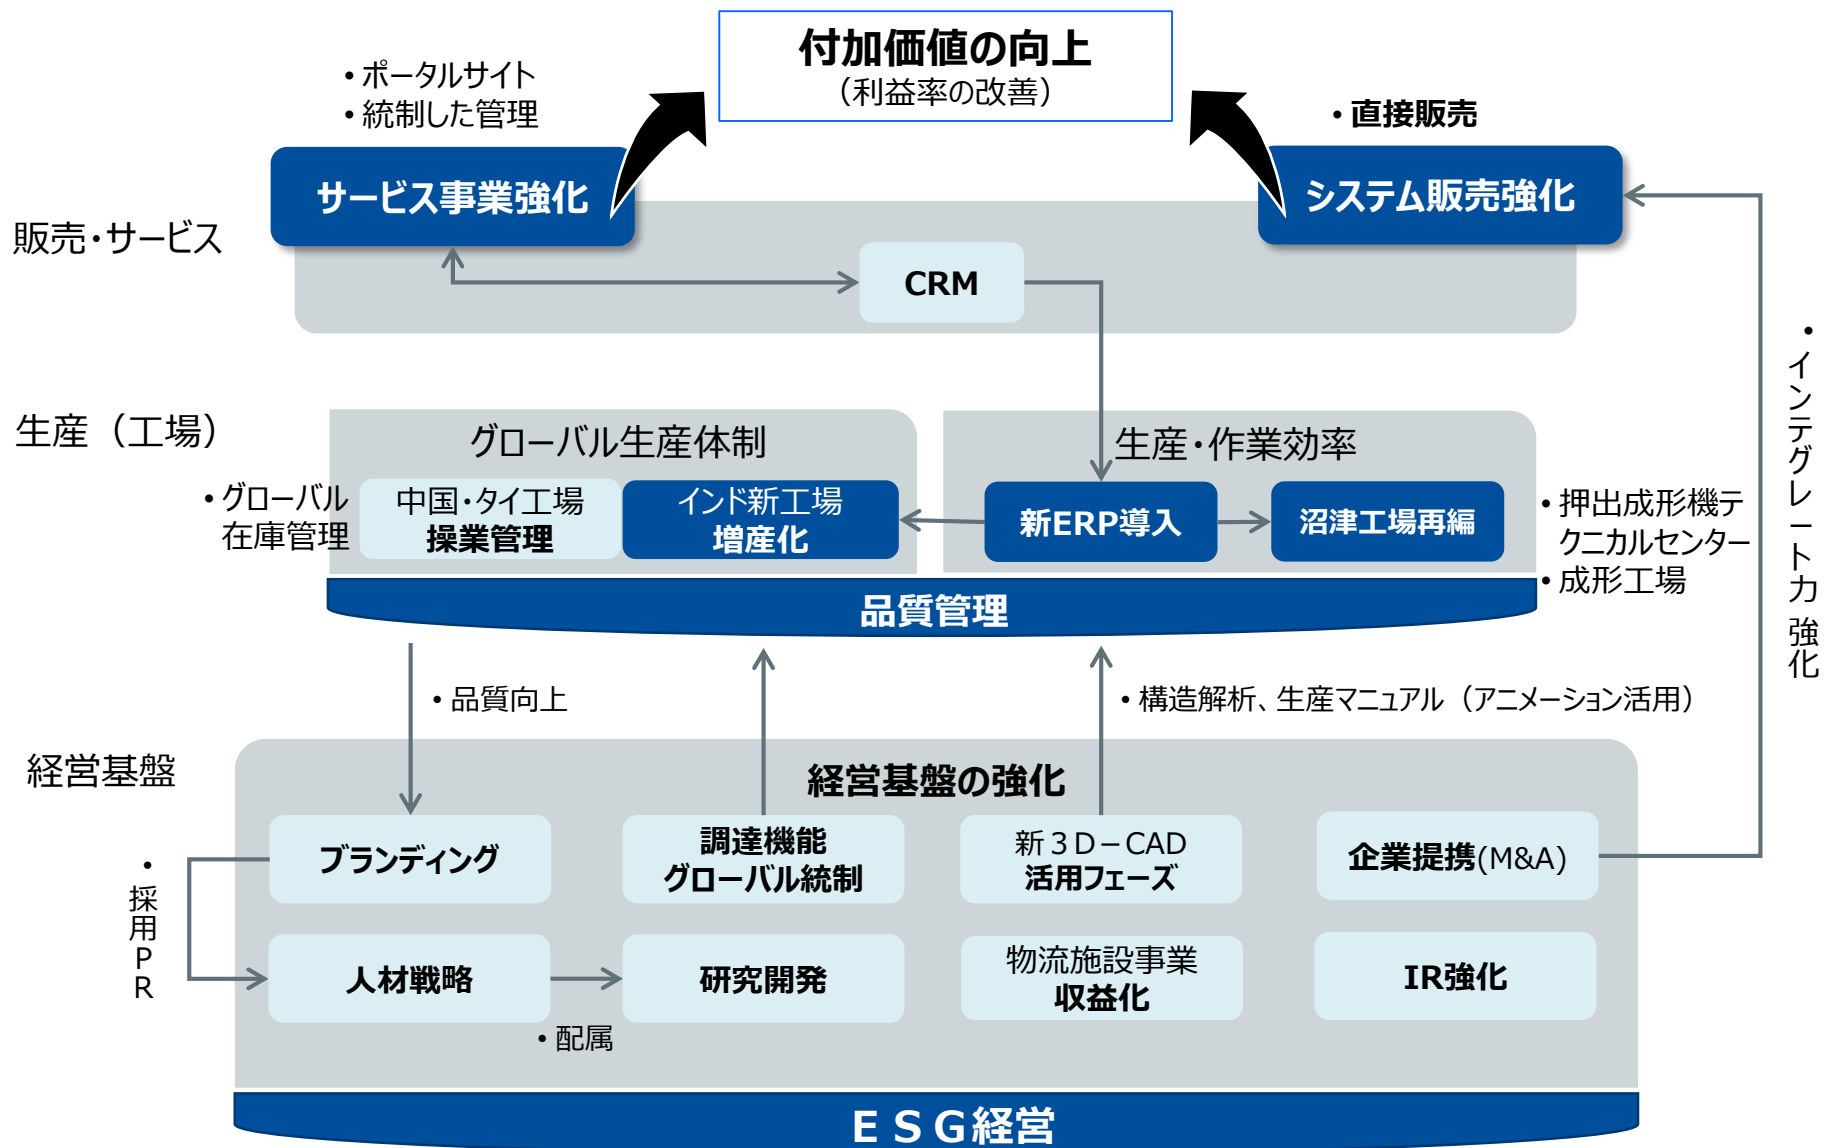 付加価値の向上
（利益率の改善）
• ポータルサイト
• 統制した管理
• 直接販売
サービス事業強化
システム販売強化
販売・サービス
CRM
• インテグレート力強化
生産（工場）
グローバル生産体制
生産・作業効率
• グローバル
在庫管理
中国・タイ工場
操業管理
インド新工場
増産化
新ERP導入
沼津工場再編
• 押出成形機テ
クニカルセンター
• 成形工場
品質管理
• 品質向上
• 構造解析、生産マニュアル（アニメーション活用）
経営基盤
経営基盤の強化
ブランディング
調達機能
グローバル統制
新３Ｄ－CAD
活用フェーズ
企業提携(M&A)
• 採用ＰＲ
人材戦略
研究開発
物流施設事業
収益化
IR強化
• 配属
ＥＳＧ経営